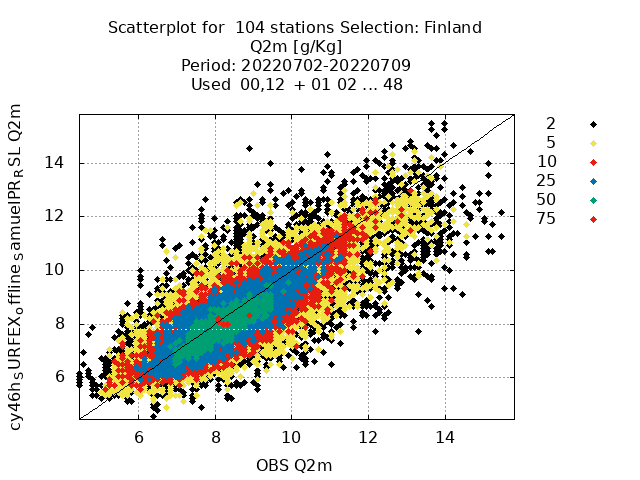 Scatterplot for  104 stations Selection: Finland
Q2m [g/Kg]
Period: 20220702-20220709
Used  00,12  + 01 02 ... 48
cy46h_SURFEX_offline_samuelPR_RSL Q2m
14
12
10
8
6
6 8 10 12 14
OBS Q2m
2
5
10
25
50
75